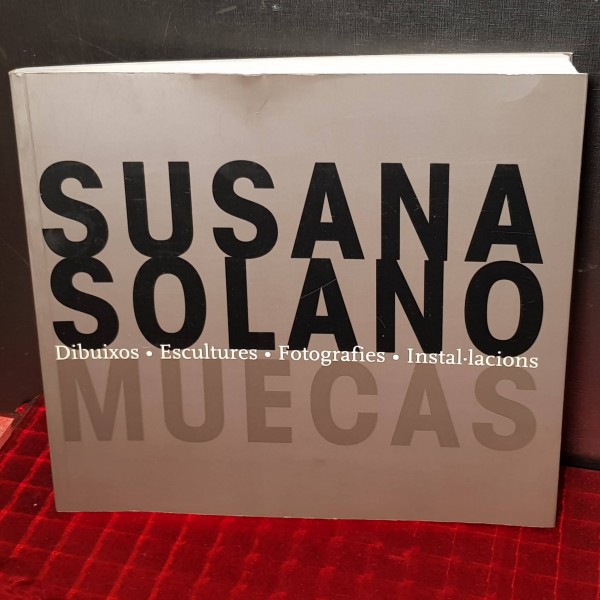 SUSANA
SOLANO
Dibuixos • Escultures • Fotografies • Instal·lacions
MUECAS